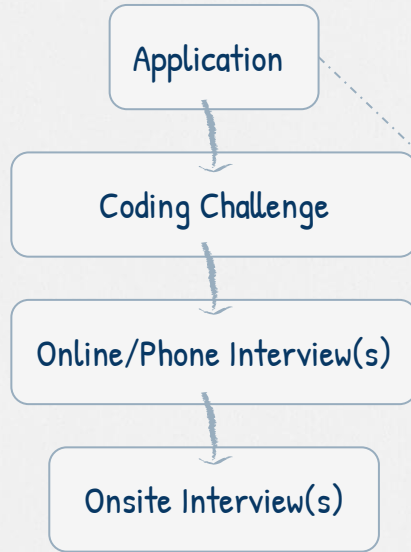 Application
Coding Challenge
Online/Phone Interview(s)
Onsite Interview(s)